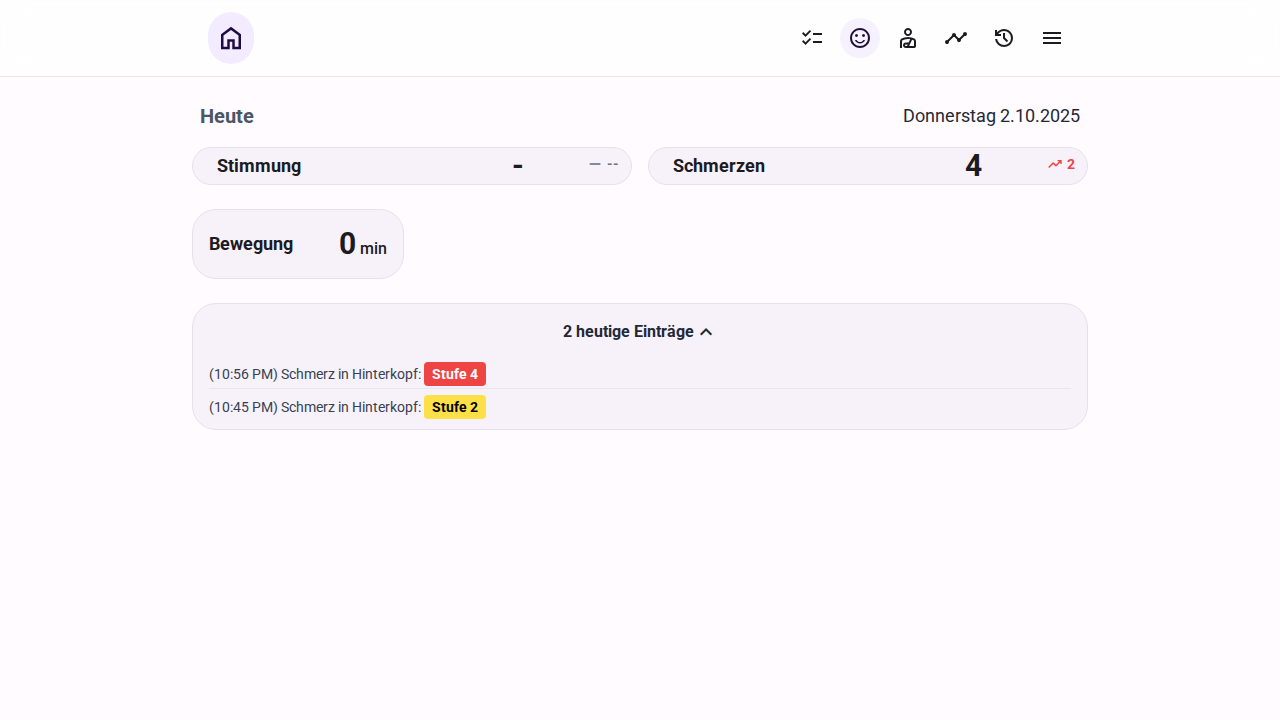 Heute
Donnerstag 2.10.2025
Stimmung - --
Schmerzen 4 2
Bewegung 0 min
2 heutige Einträge
(10:56 PM) Schmerz in Hinterkopf: Stufe 4
(10:45 PM) Schmerz in Hinterkopf: Stufe 2